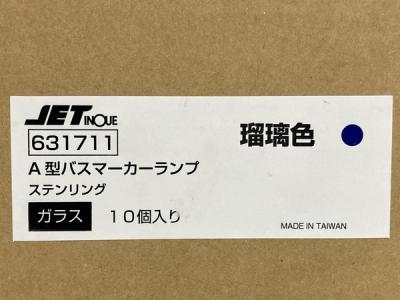 JET INOUE
631711
瑠璃色
A型バスマーカーランプ
ステンリング
ガラス 10個入り
MADE IN TAIWAN